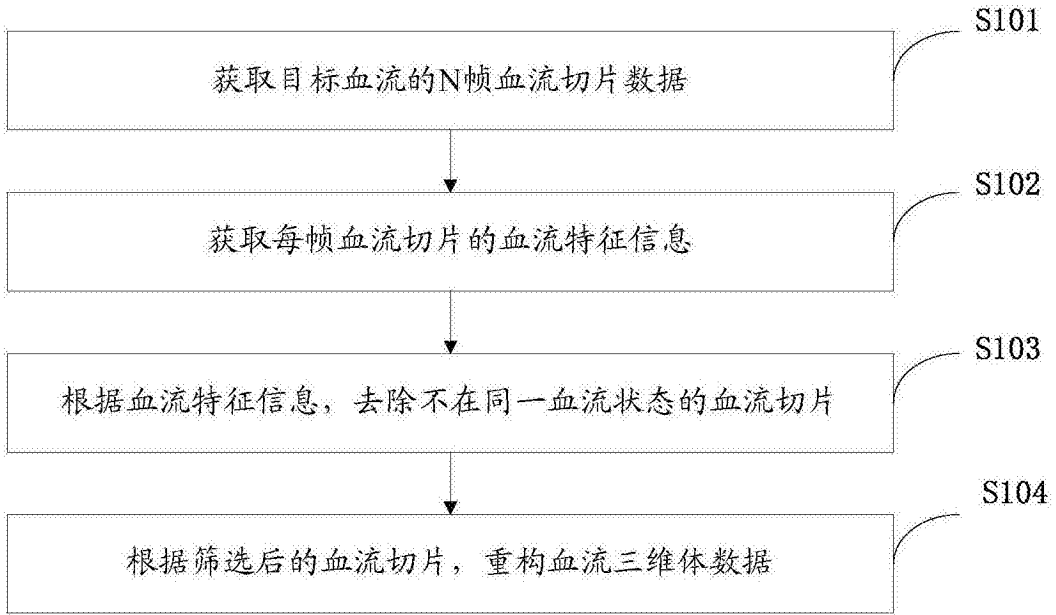 S101
获取目标血流的N帧血流切片数据
S102
获取每帧血流切片的血流特征信息
S103
根据血流特征信息，去除不在同一血流状态的血流切片
S104
根据筛选后的血流切片，重构血流三维体数据